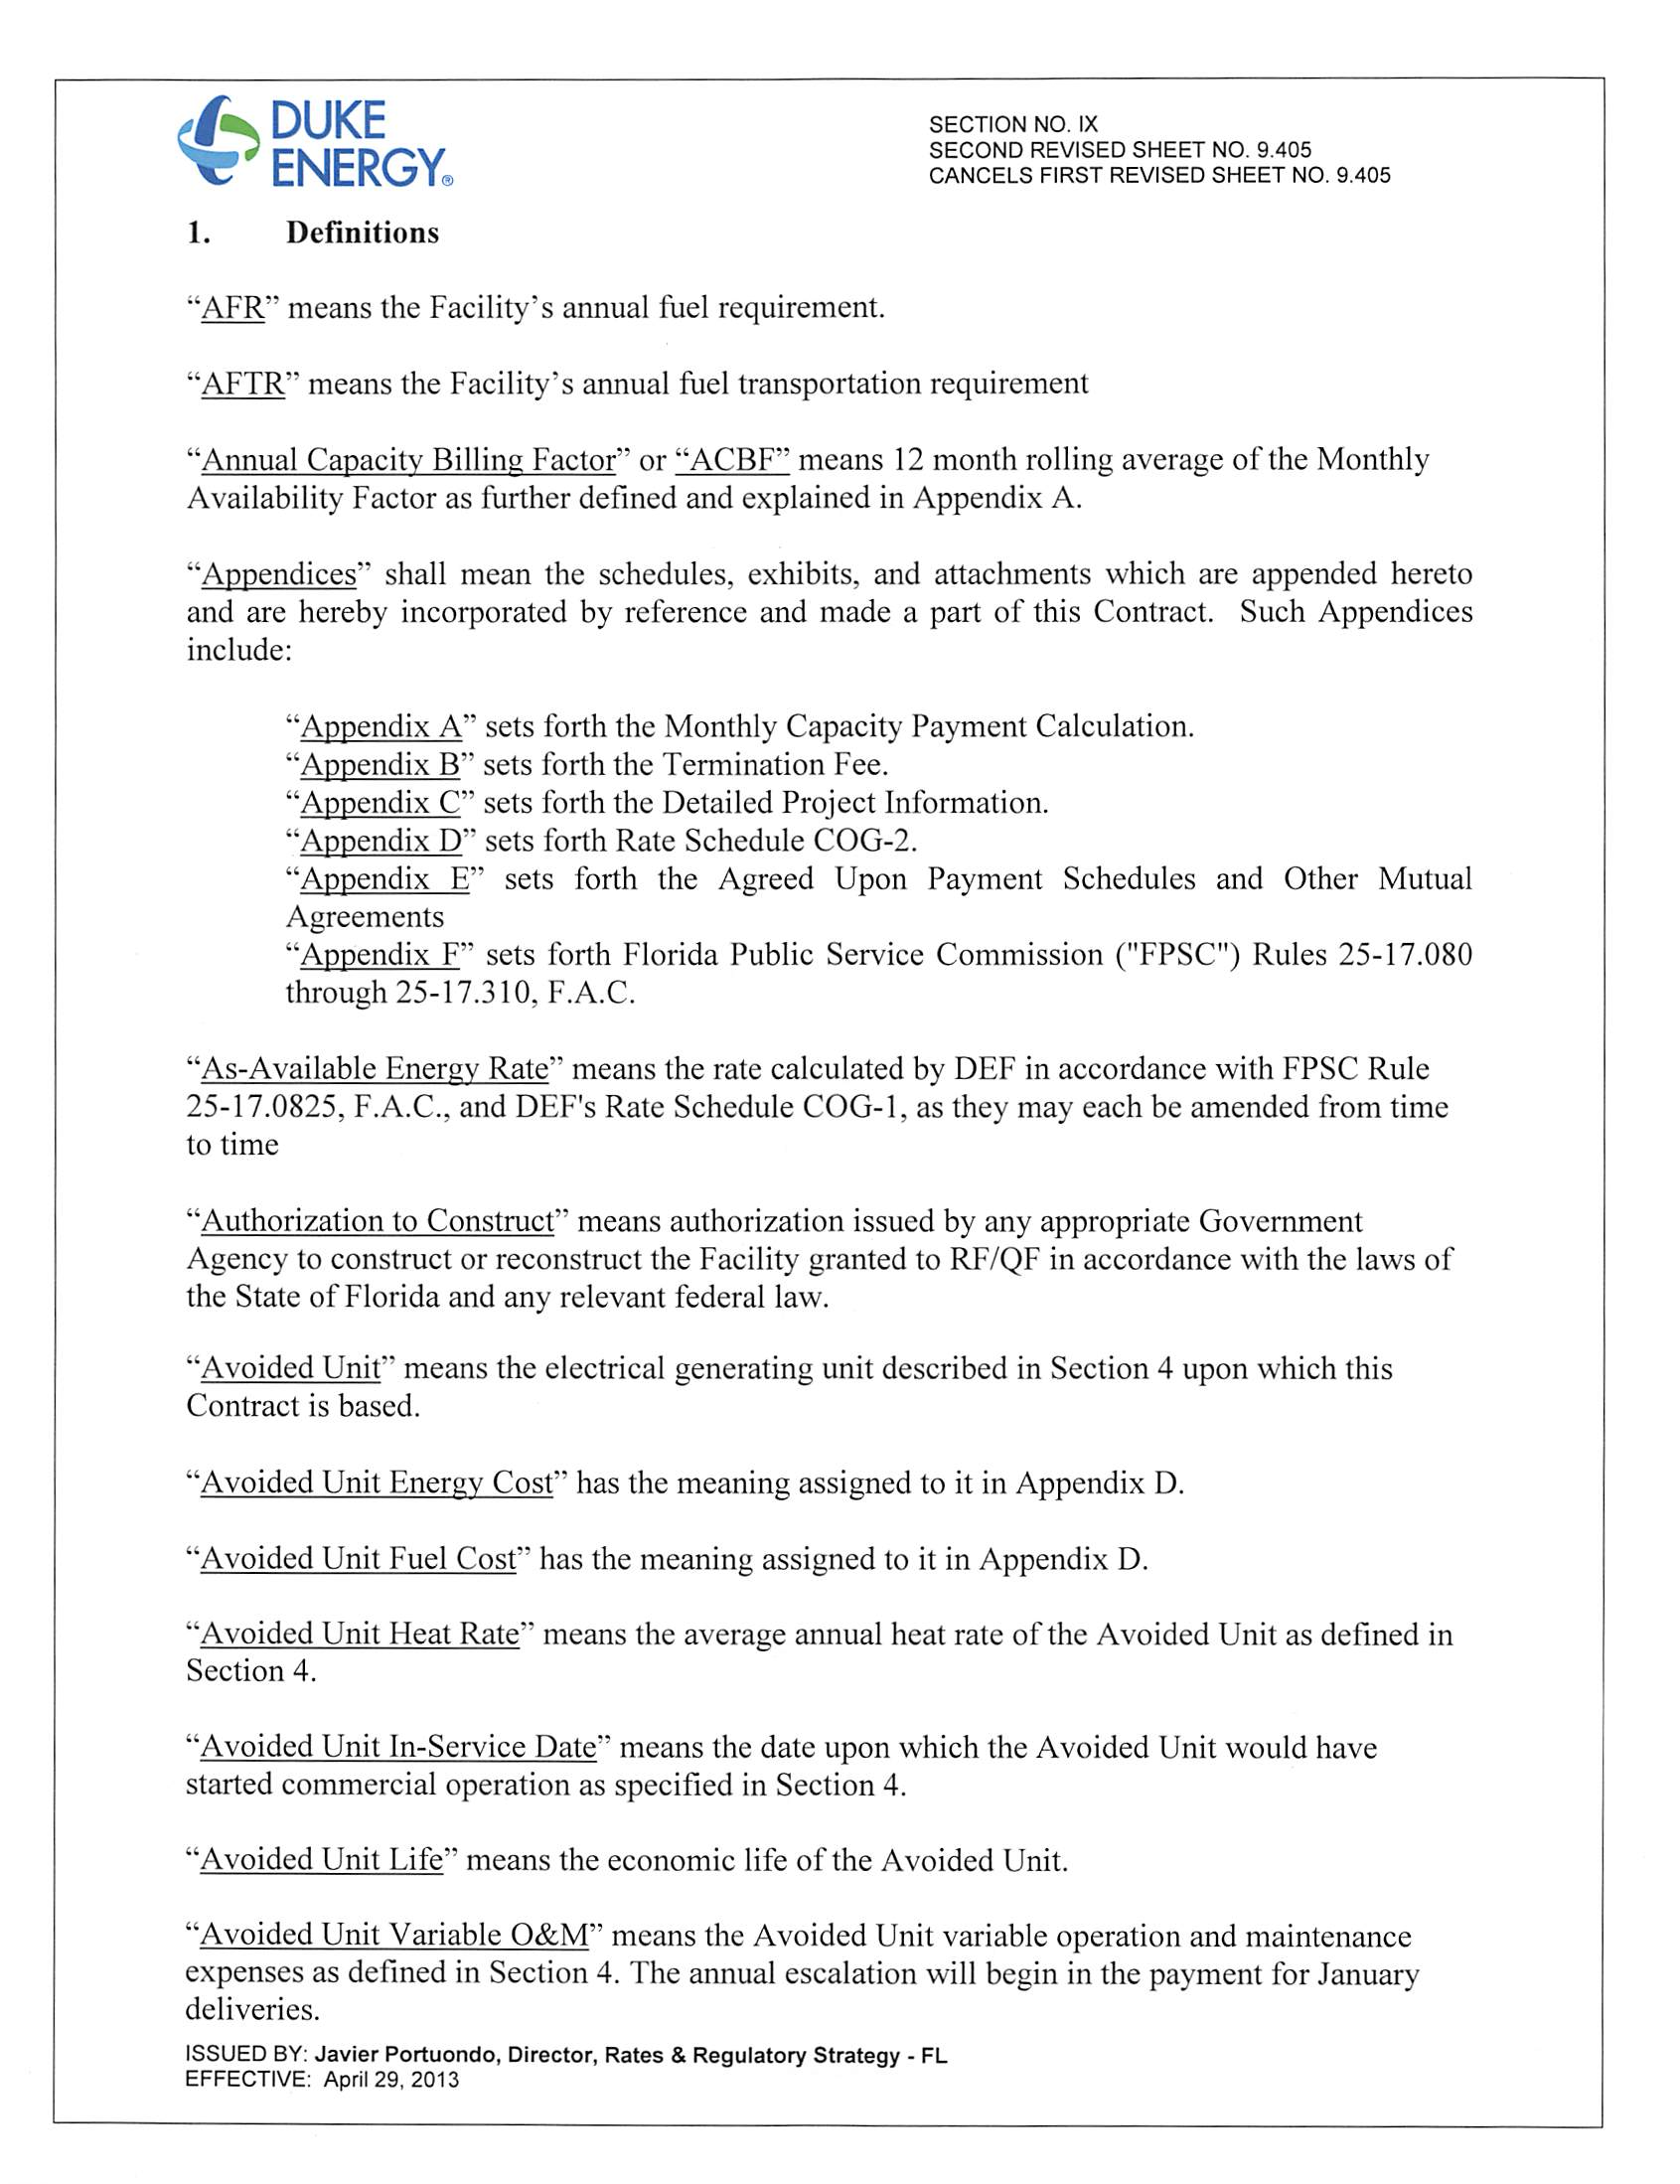 DUKE
ENERGY®
SECTION NO. IX
SECOND REVISED SHEET NO. 9.405
CANCELS FIRST REVISED SHEET NO. 9.405
1. Definitions
“AFR” means the Facility’s annual fuel requirement.
“AFTR” means the Facility’s annual fuel transportation requirement
“Annual Capacity Billing Factor” or “ACBF” means 12 month rolling average of the Monthly
Availability Factor as further defined and explained in Appendix A.
“Appendices” shall mean the schedules, exhibits, and attachments which are appended hereto
and are hereby incorporated by reference and made a part of this Contract. Such Appendices
include:
“Appendix A” sets forth the Monthly Capacity Payment Calculation.
“Appendix B” sets forth the Termination Fee.
“Appendix C” sets forth the Detailed Project Information.
“Appendix D” sets forth Rate Schedule COG-2.
“Appendix E” sets forth the Agreed Upon Payment Schedules and Other Mutual
Agreements
“Appendix F” sets forth Florida Public Service Commission ("FPSC") Rules 25-17.080
through 25-17.310, F.A.C.
“As-Available Energy Rate” means the rate calculated by DEF in accordance with FPSC Rule
25-17.0825, F.A.C., and DEF's Rate Schedule COG-1, as they may each be amended from time
to time
“Authorization to Construct” means authorization issued by any appropriate Government
Agency to construct or reconstruct the Facility granted to RF/QF in accordance with the laws of
the State of Florida and any relevant federal law.
“Avoided Unit” means the electrical generating unit described in Section 4 upon which this
Contract is based.
“Avoided Unit Energy Cost” has the meaning assigned to it in Appendix D.
“Avoided Unit Fuel Cost” has the meaning assigned to it in Appendix D.
“Avoided Unit Heat Rate” means the average annual heat rate of the Avoided Unit as defined in
Section 4.
“Avoided Unit In-Service Date” means the date upon which the Avoided Unit would have
started commercial operation as specified in Section 4.
“Avoided Unit Life” means the economic life of the Avoided Unit.
“Avoided Unit Variable O&M” means the Avoided Unit variable operation and maintenance
expenses as defined in Section 4. The annual escalation will begin in the payment for January
deliveries.
ISSUED BY: Javier Portuondo, Director, Rates & Regulatory Strategy - FL
EFFECTIVE: April 29, 2013